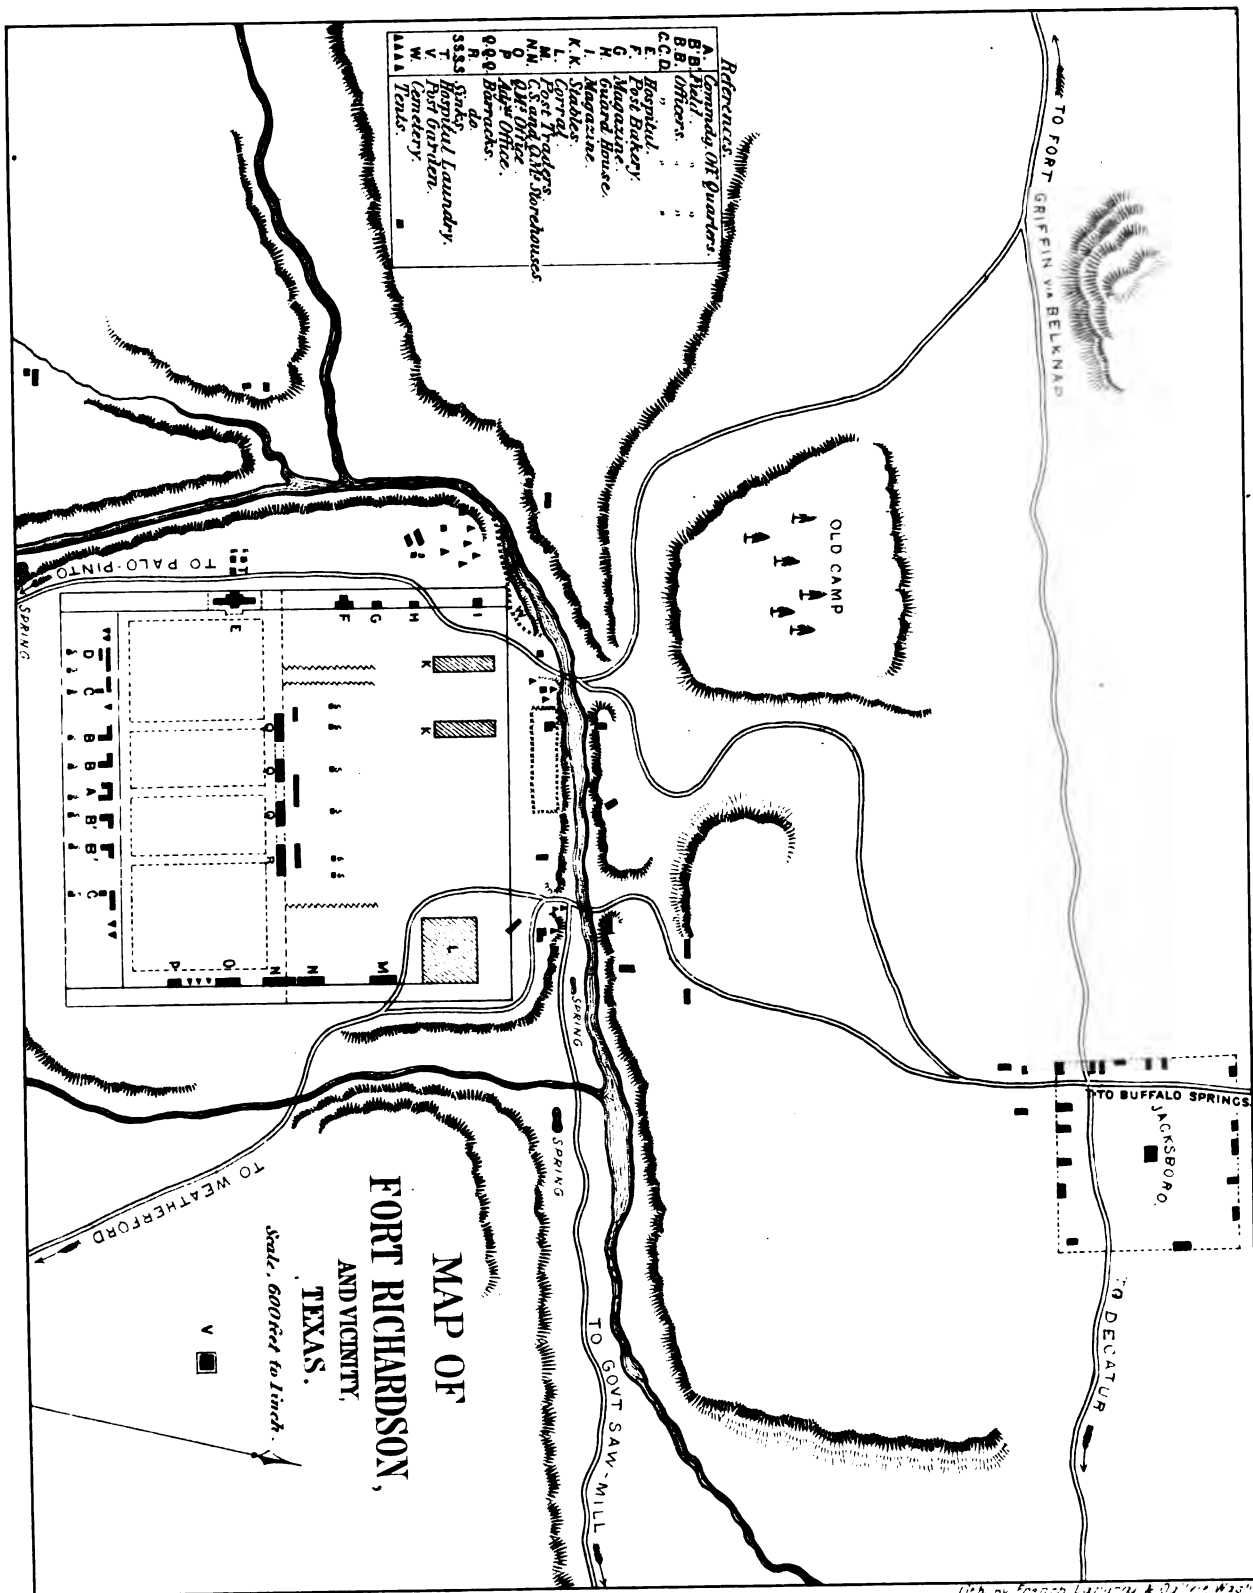 MAP OF
FORT RICHARDSON,
AND VICINITY,
TEXAS.
Scale, 600 feet to 1 inch.
References.
A. Commdg. Off. Quarters.
B'B'. Field " "
B.B. Officers. " "
C.C.D. " "
E. Hospital.
F. Post Bakery.
G Magazine.
H. Guard House.
I. Magazine.
K.K. Stables.
L. Corral.
M. Post Traders.
N.N. C.S. and Q.M's Storehouses.
O Q.M's Office.
P Adjt's Office.
Q.Q.Q. Barracks.
R. do.
S.S.S.S. Sinks.
T. Hospital Laundry.
V. Post Garden.
W. Cemetery.
Tents.
TO FORT GRIFFIN VIA BELKNAP
OLD CAMP
TO BUFFALO SPRINGS.
JACKSBORO.
TO DECATUR
TO PALO-PINTO
SPRING
T
E
F
G
H
I
W
K
K
D
C
B
B
A
B'
B'
C
Q
Q
Q
R
S
S
S
S
S
S
P
O
N
N
M
L
SPRING
SPRING
TO WEATHERFORD
TO GOVT SAW-MILL
V